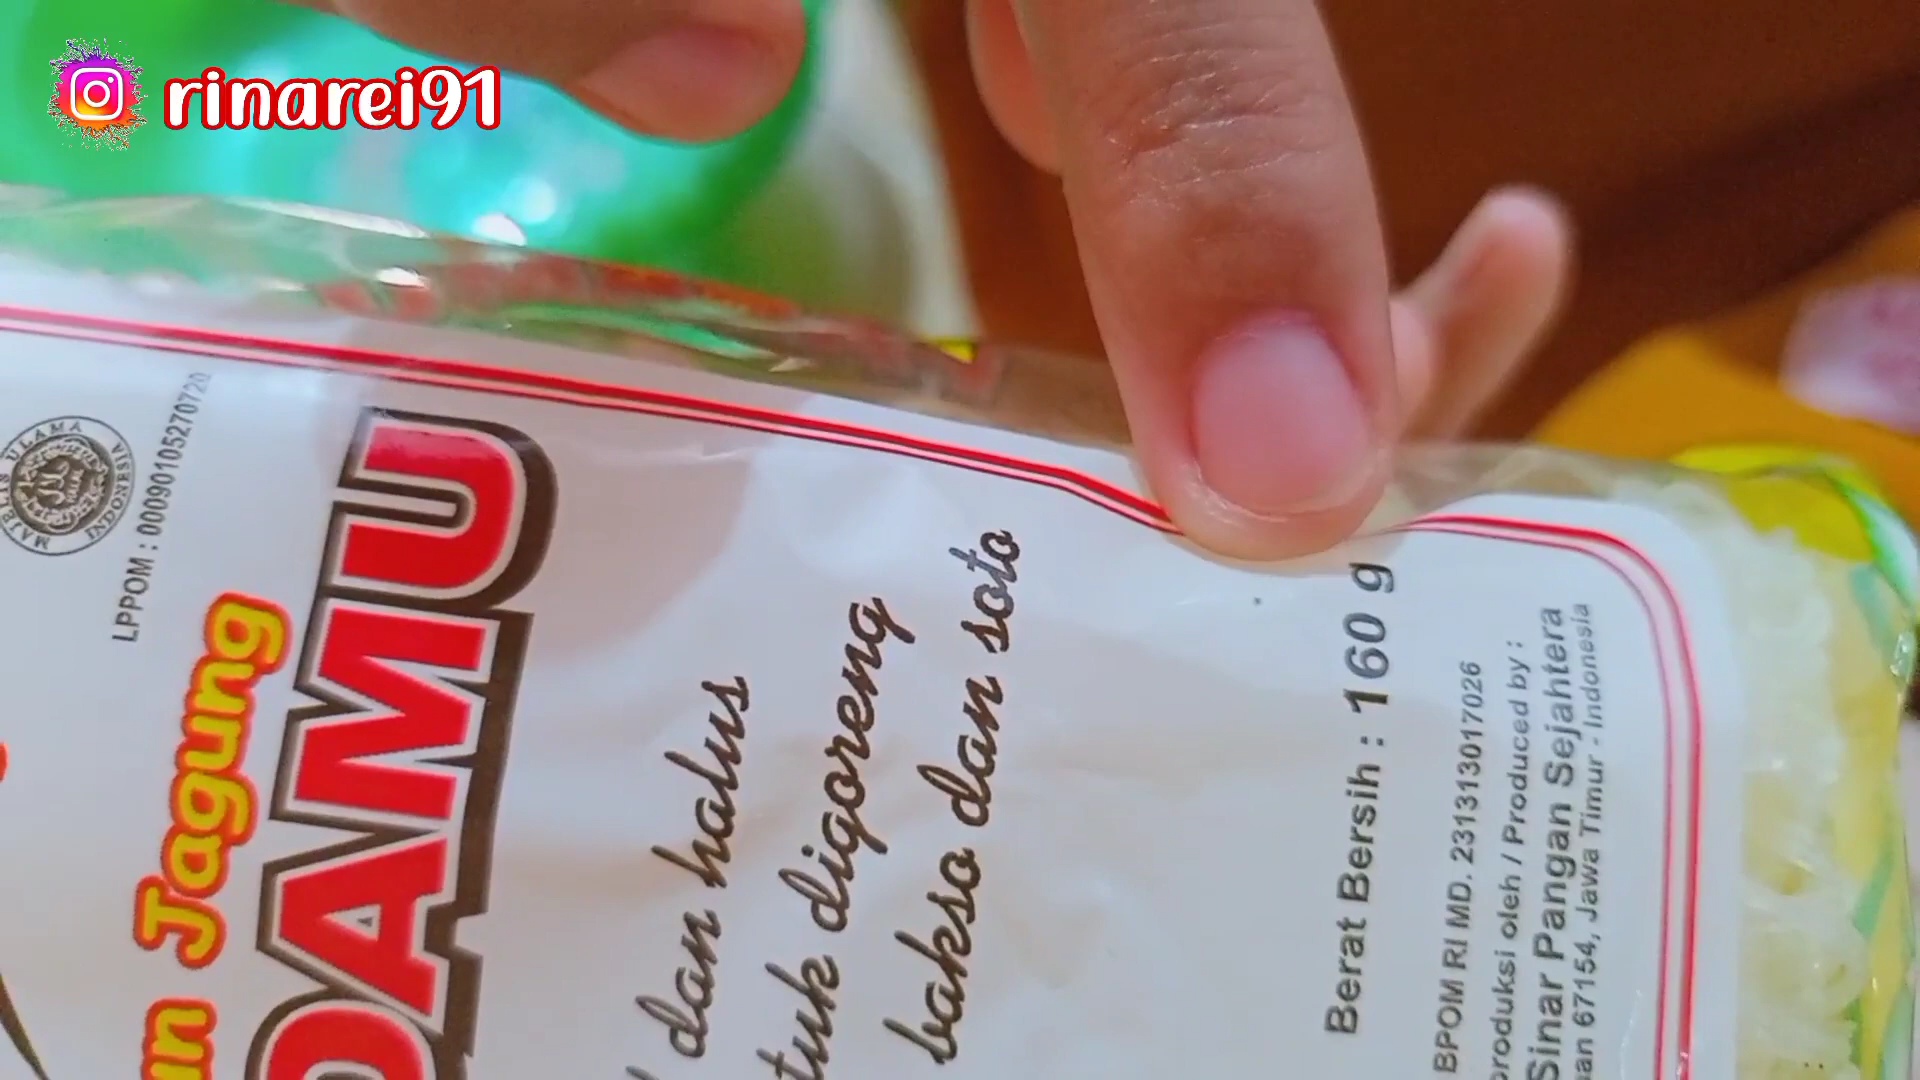 rinarei91
MAJELIS ULAMA INDONESIA
LPPOM : 00090105270720
Jagung
dan halus
digoreng
bakso dan soto
Berat Bersih : 160 g
BPOM RI MD. 231313017026
oleh / Produced by :
Sinar Pangan Sejahtera
67154, Jawa Timur - Indonesia